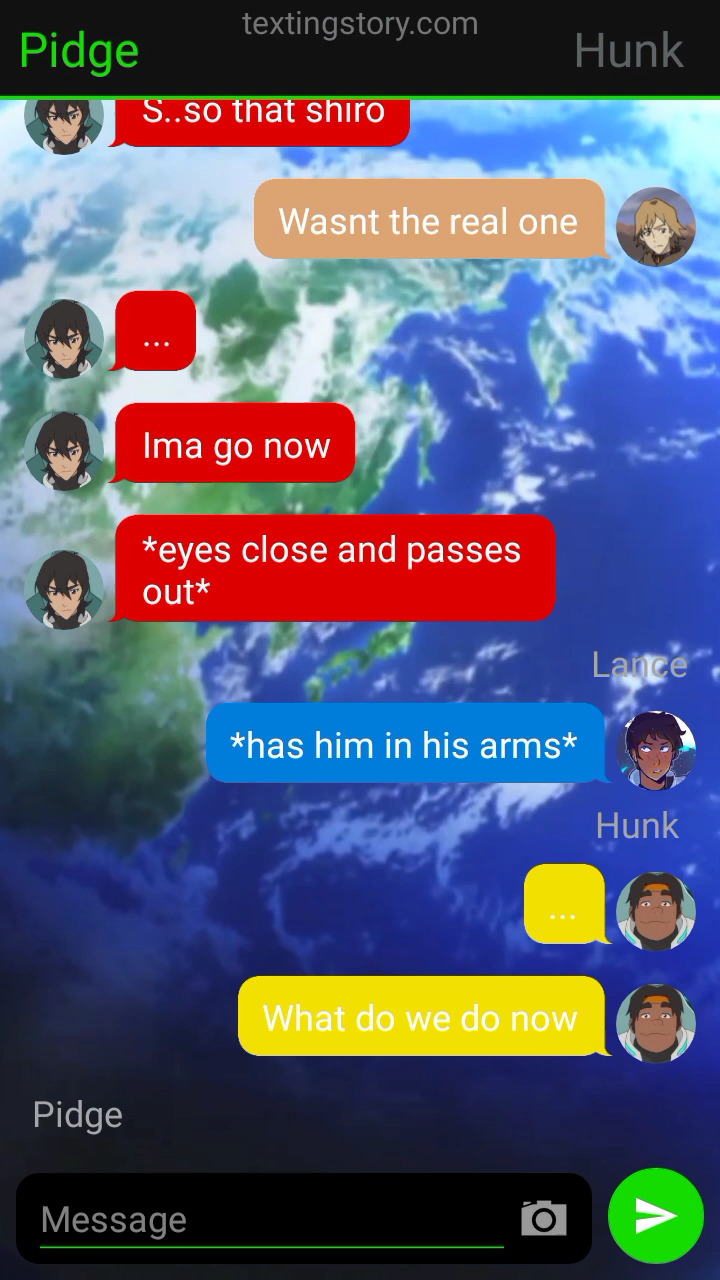 textingstory.com
Pidge
Hunk
S..so that shiro
Wasnt the real one
...
Ima go now
*eyes close and passes
out*
Lance
*has him in his arms*
Hunk
...
What do we do now
Pidge
Message